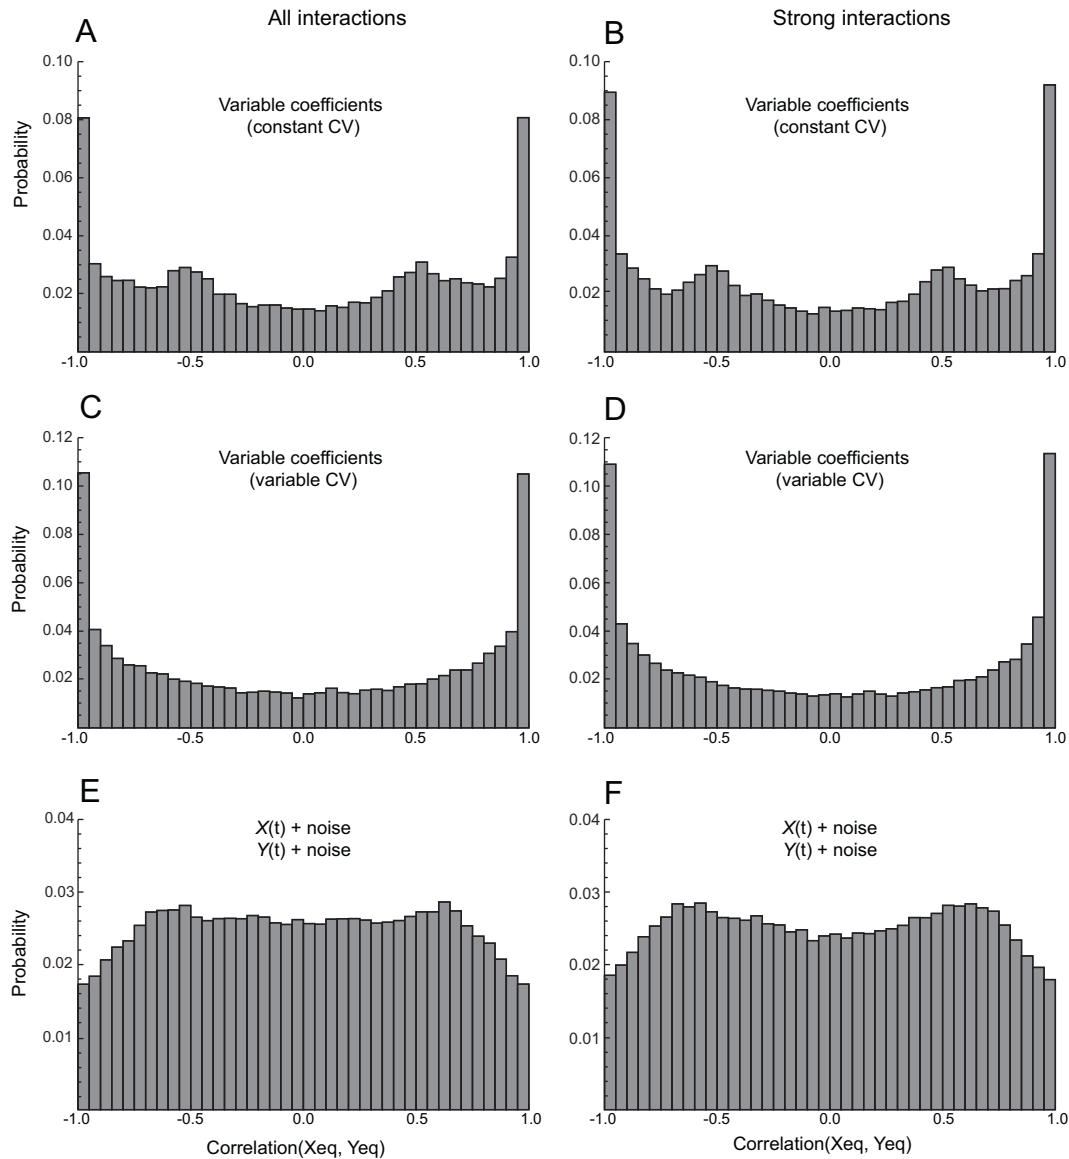 All interactions
Strong interactions
A
B
0.10
0.08
0.06
0.04
0.02
Probability
Variable coefficients
(constant CV)
-1.0 -0.5 0.0 0.5 1.0
0.10
0.08
0.06
0.04
0.02
Variable coefficients
(constant CV)
-1.0 -0.5 0.0 0.5 1.0
C
D
0.12
0.10
0.08
0.06
0.04
0.02
Probability
Variable coefficients
(variable CV)
-1.0 -0.5 0.0 0.5 1.0
0.12
0.10
0.08
0.06
0.04
0.02
Variable coefficients
(variable CV)
-1.0 -0.5 0.0 0.5 1.0
E
F
0.04
0.03
0.02
0.01
Probability
X(t) + noise
Y(t) + noise
-1.0 -0.5 0.0 0.5 1.0
Correlation(Xeq, Yeq)
0.04
0.03
0.02
0.01
X(t) + noise
Y(t) + noise
-1.0 -0.5 0.0 0.5 1.0
Correlation(Xeq, Yeq)